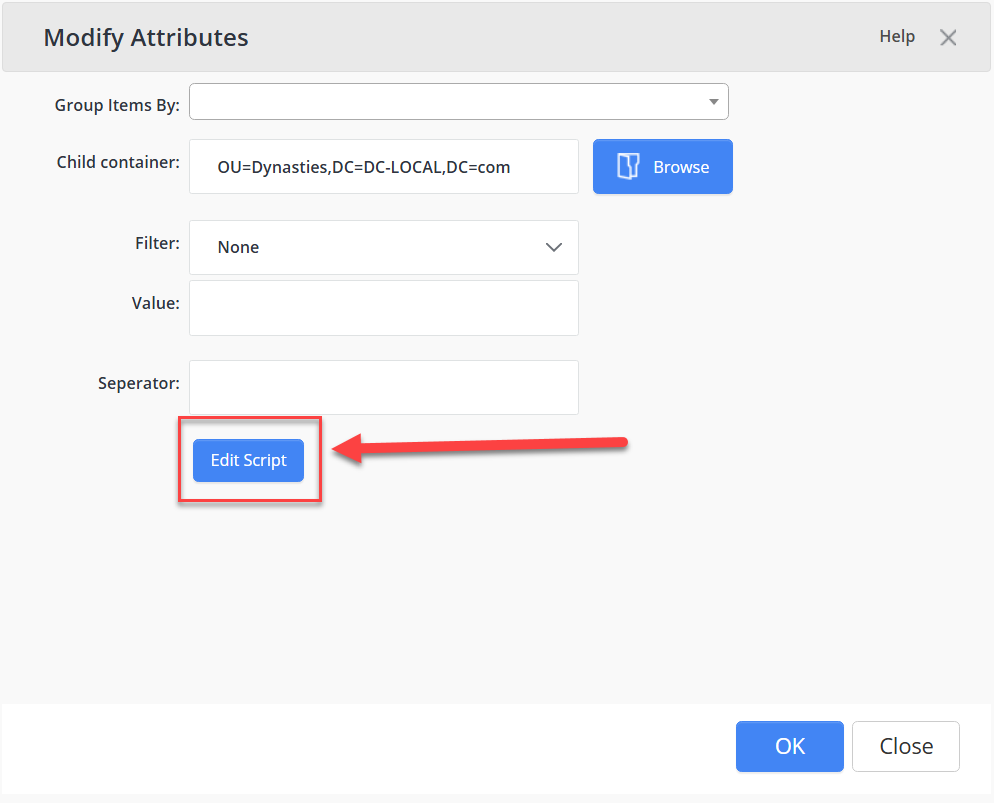 Modify Attributes
Help
Group Items By:
Child container:
OU=Dynasties,DC=DC-LOCAL,DC=com
Browse
Filter:
None
Value:
Seperator:
Edit Script
OK
Close